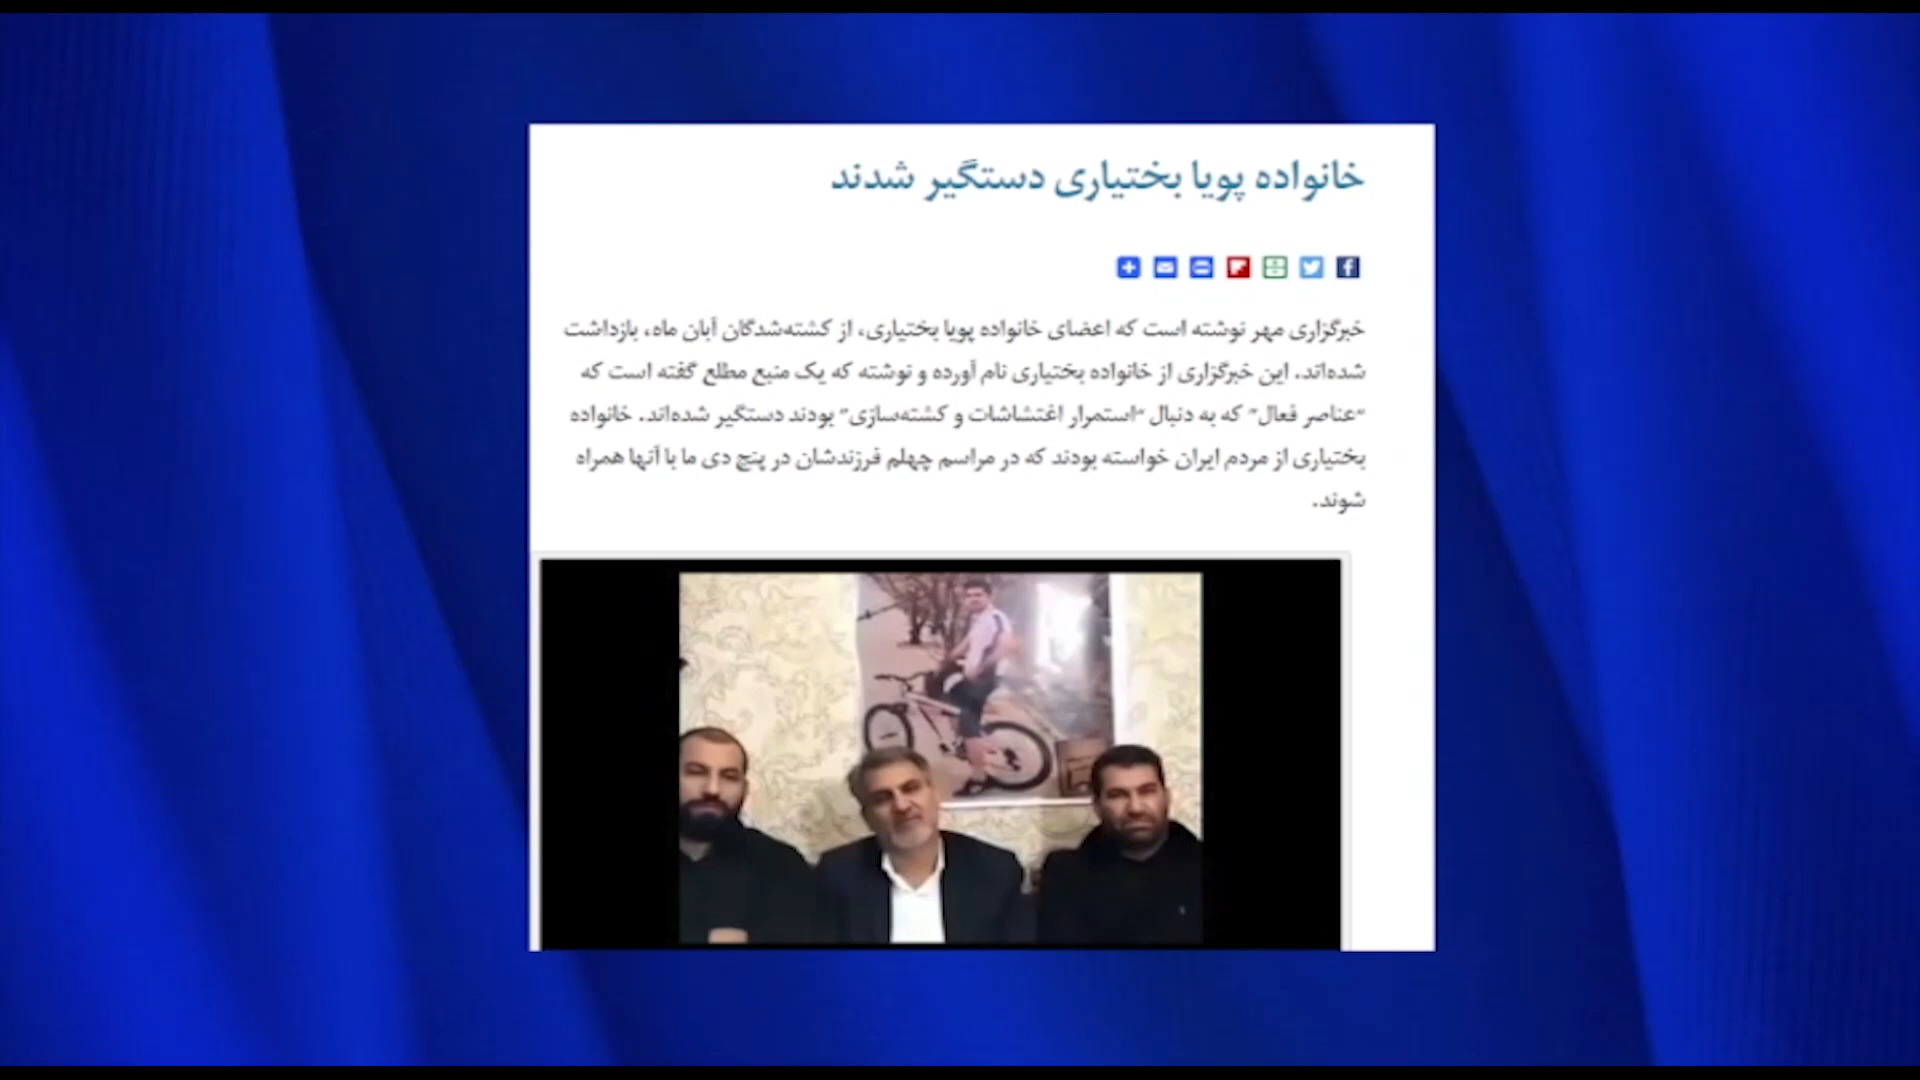 خانواده پویا بختیاری دستگیر شدند
خبرگزاری مهر نوشته است که اعضای خانواده پویا بختیاری، از کشته‌شدگان آبان ماه، بازداشت
شده‌اند. این خبرگزاری از خانواده بختیاری نام آورده و نوشته که یک منبع مطلع گفته است که
“عناصر فعال” که به دنبال “استمرار اغتشاشات و کشته‌سازی” بودند دستگیر شده‌اند. خانواده
بختیاری از مردم ایران خواسته بودند که در مراسم چهلم فرزندشان در پنج دی ما با آنها همراه
شوند.